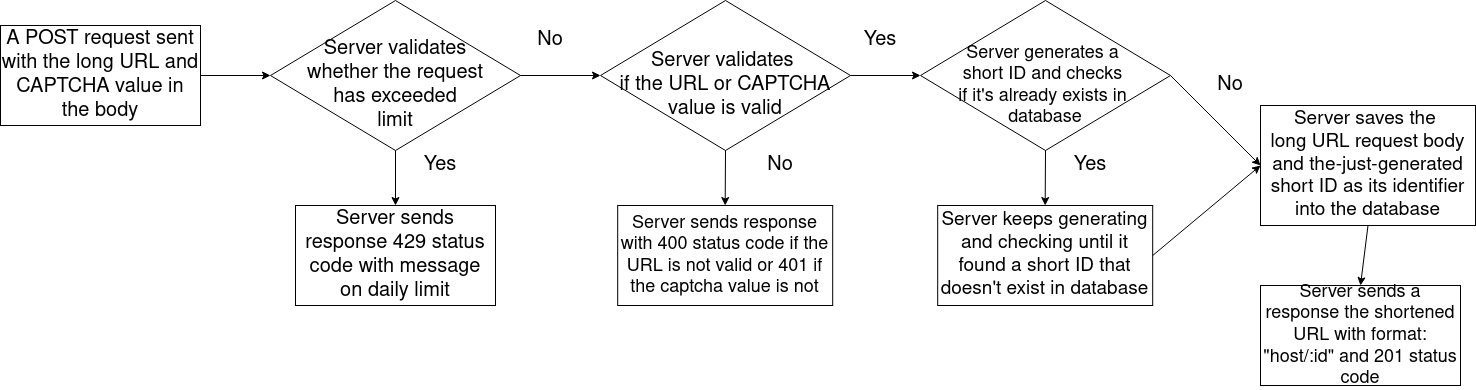 A POST request sent
with the long URL and
CAPTCHA value in
the body
Server validates
whether the request
has exceeded
limit
No
Yes
Server sends
response 429 status
code with message
on daily limit
Server validates
if the URL or CAPTCHA
value is valid
Yes
No
Server sends response
with 400 status code if the
URL is not valid or 401 if
the captcha value is not
Server generates a
short ID and checks
if it's already exists in
database
No
Yes
Server keeps generating
and checking until it
found a short ID that
doesn't exist in database
Server saves the
long URL request body
and the-just-generated
short ID as its identifier
into the database
Server sends a
response the shortened
URL with format:
"host/:id" and 201 status
code